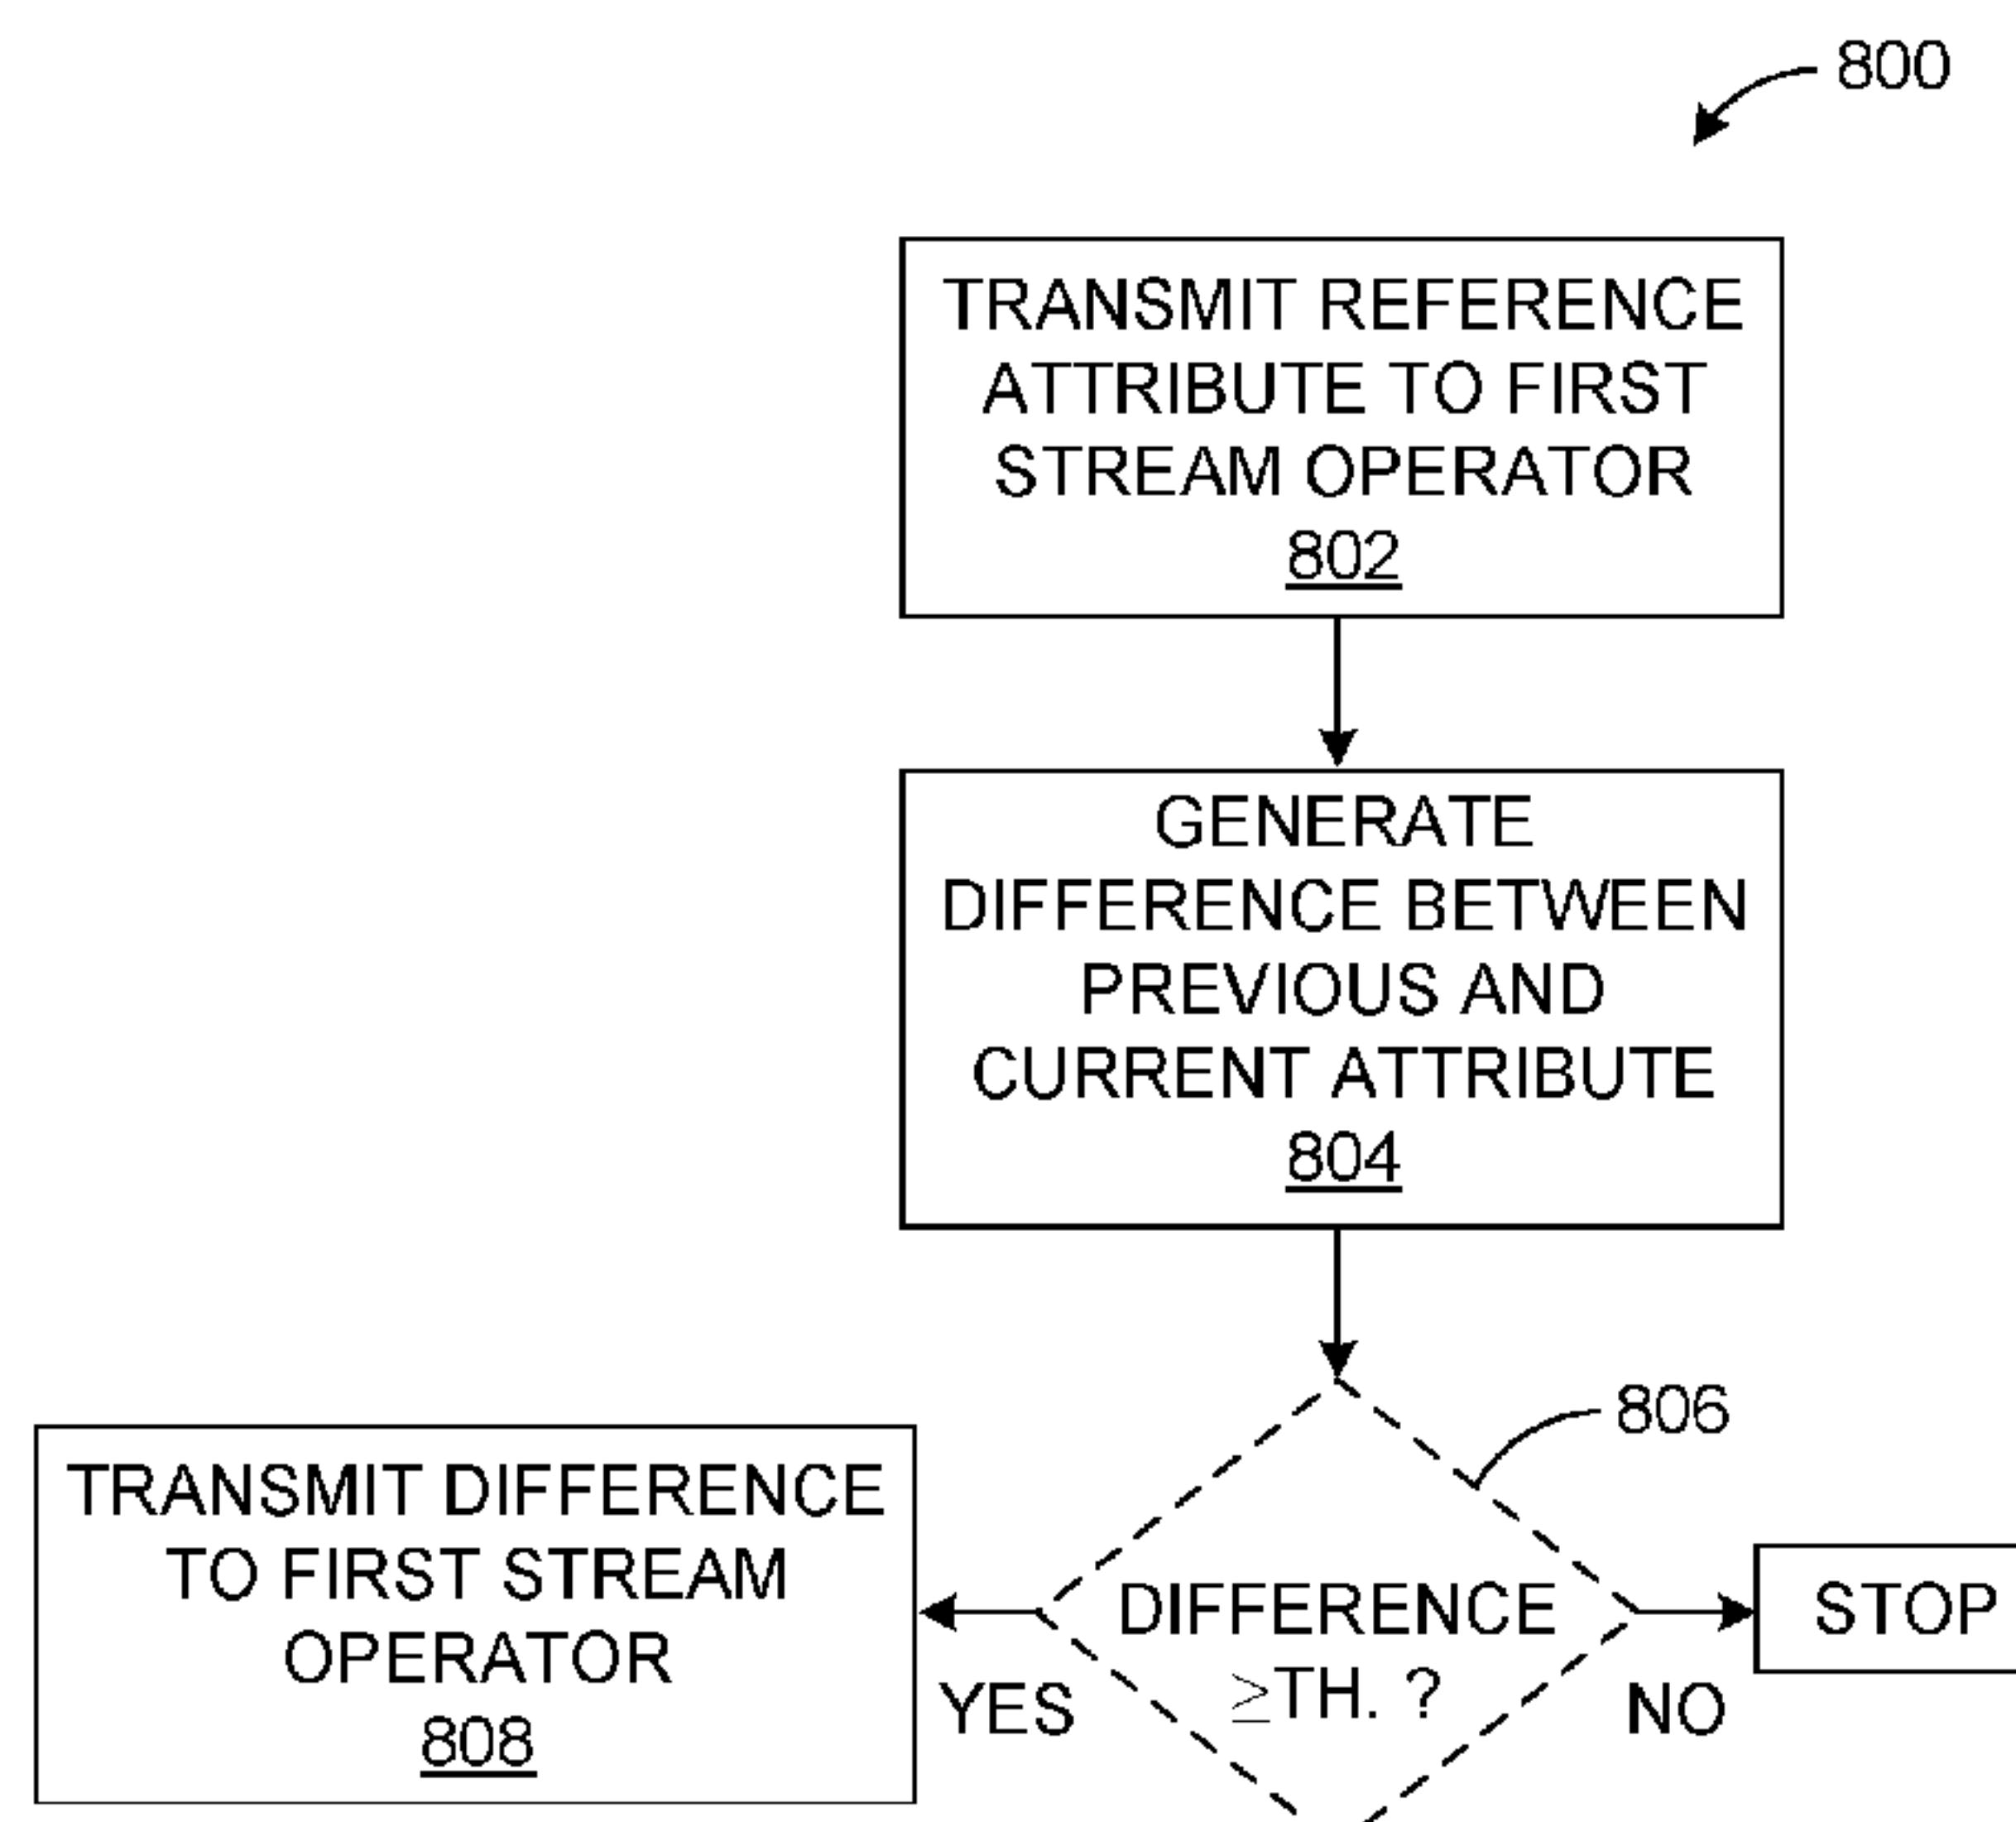 800
TRANSMIT REFERENCE
ATTRIBUTE TO FIRST
STREAM OPERATOR
802
GENERATE
DIFFERENCE BETWEEN
PREVIOUS AND
CURRENT ATTRIBUTE
804
806
TRANSMIT DIFFERENCE
TO FIRST STREAM
OPERATOR
808
YES
DIFFERENCE
≥TH. ?
NO
STOP